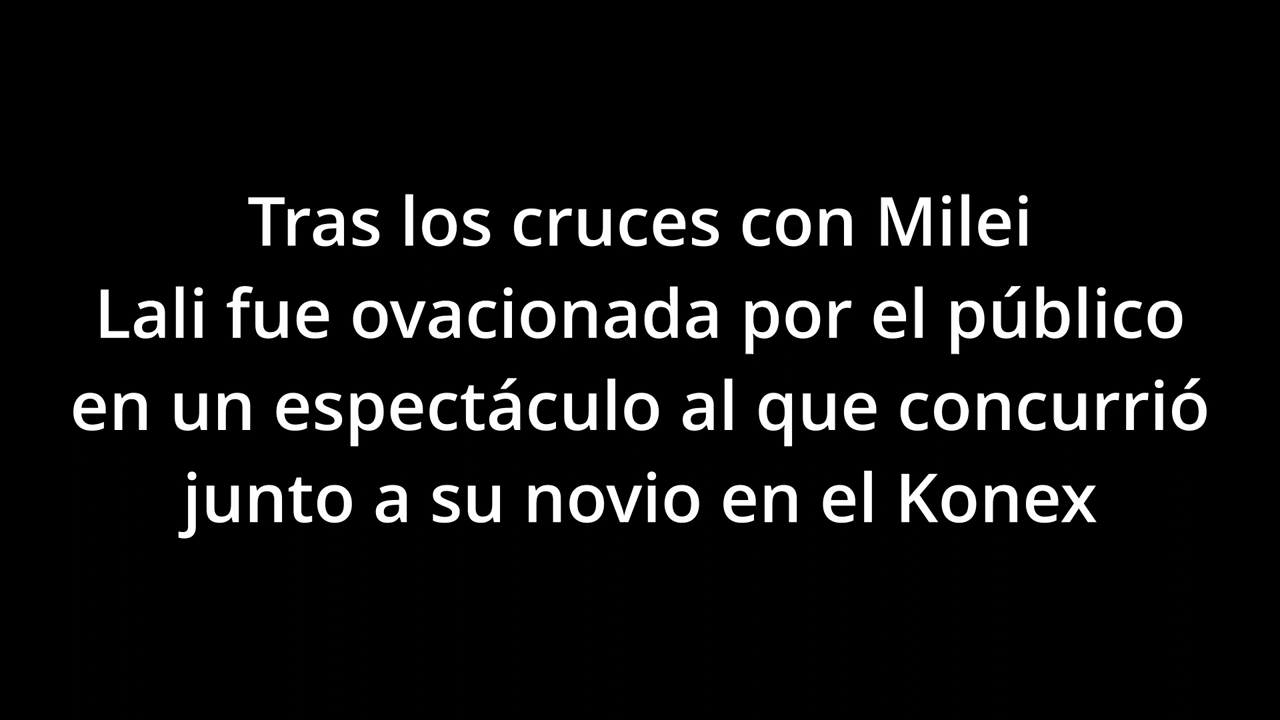 Tras los cruces con Milei
Lali fue ovacionada por el público
en un espectáculo al que concurrió
junto a su novio en el Konex